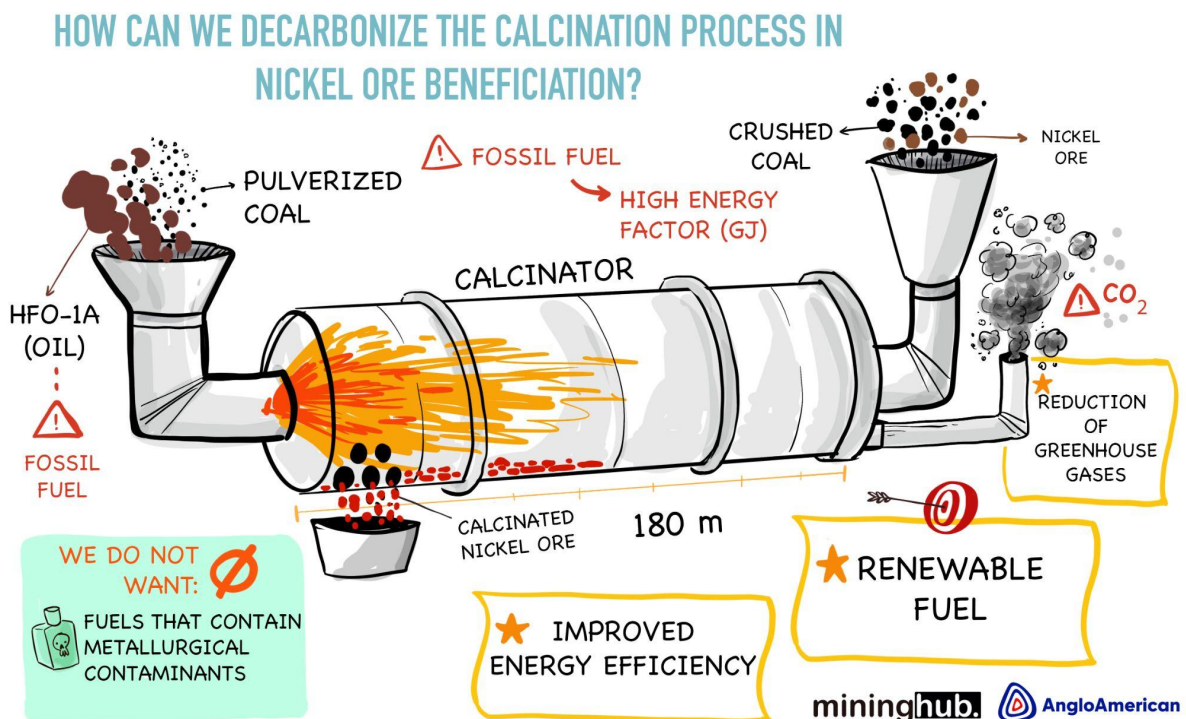 HOW CAN WE DECARBONIZE THE CALCINATION PROCESS IN
NICKEL ORE BENEFICIATION?
PULVERIZED
COAL
HFO-1A
(OIL)
FOSSIL
FUEL
FOSSIL FUEL
HIGH ENERGY
FACTOR (GJ)
CRUSHED
COAL
NICKEL
ORE
CALCINATOR
CO2
REDUCTION
OF
GREENHOUSE
GASES
CALCINATED
NICKEL ORE
180 m
WE DO NOT
WANT:
FUELS THAT CONTAIN
METALLURGICAL
CONTAMINANTS
IMPROVED
ENERGY EFFICIENCY
RENEWABLE
FUEL
mininghub.
AngloAmerican